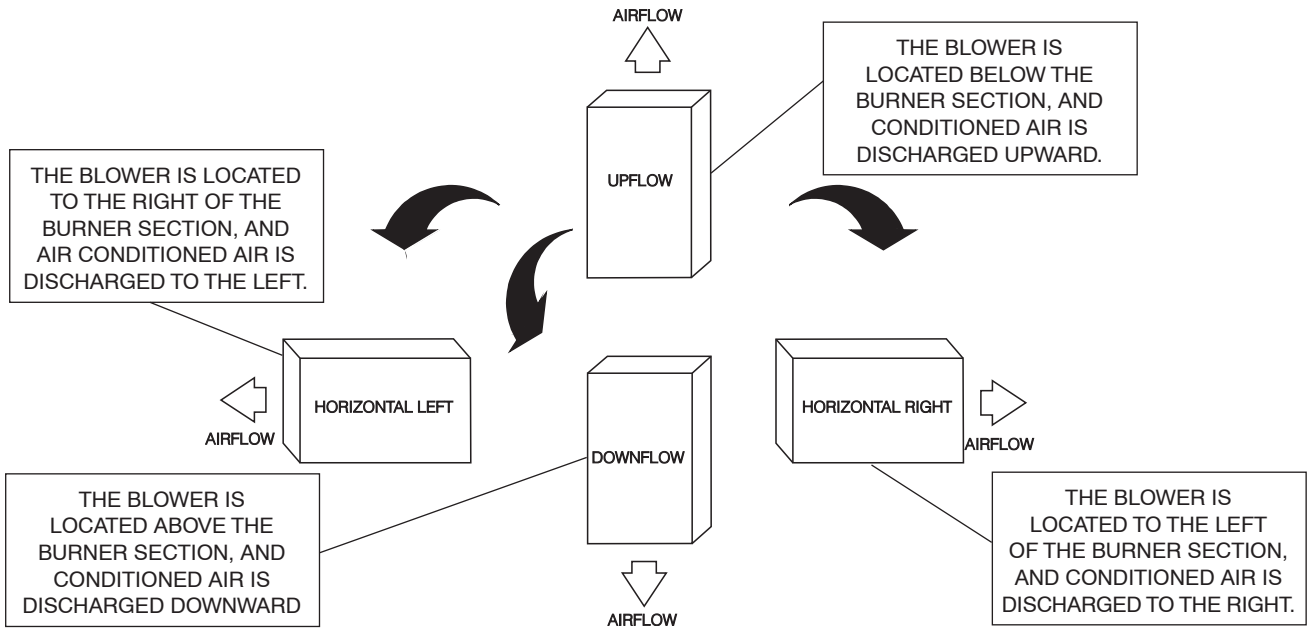 AIRFLOW
THE BLOWER IS
LOCATED BELOW THE
BURNER SECTION, AND
CONDITIONED AIR IS
DISCHARGED UPWARD.
UPFLOW
THE BLOWER IS LOCATED
TO THE RIGHT OF THE
BURNER SECTION, AND
AIR CONDITIONED AIR IS
DISCHARGED TO THE LEFT.
HORIZONTAL LEFT
AIRFLOW
HORIZONTAL RIGHT
AIRFLOW
DOWNFLOW
THE BLOWER IS
LOCATED ABOVE THE
BURNER SECTION, AND
CONDITIONED AIR IS
DISCHARGED DOWNWARD
THE BLOWER IS
LOCATED TO THE LEFT
OF THE BURNER SECTION,
AND CONDITIONED AIR IS
DISCHARGED TO THE RIGHT.
AIRFLOW